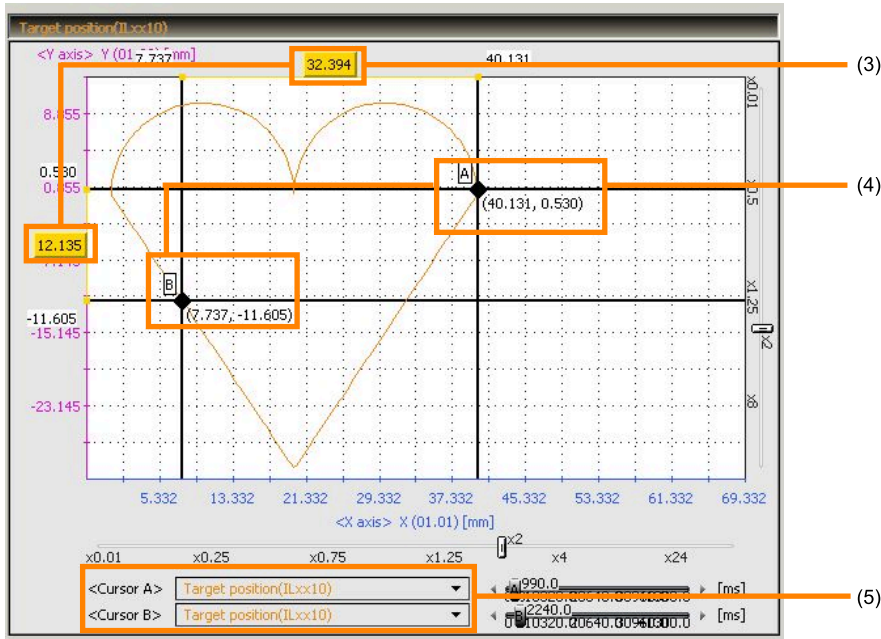 Target position(ILxx10)
<Y axis> Y (01 [nm]
7.737
32.394
40.131
(3)
x0.01
8.855
0.530
0.855
A
(40.131, 0.530)
(4)
x0.5
12.135
B
(7.737, -11.605)
x1.25
-11.605
-15.145
x2
-23.145
x8
5.332 13.332 21.332 29.332 37.332 45.332 53.332 61.332 69.332
<X axis> X (01.01) [mm]
x2
x0.01 x0.25 x0.75 x1.25 x4 x24
<Cursor A> Target position(ILxx10) A 990.0 [ms]
(5)
<Cursor B> Target position(ILxx10) B 2240.0 [ms]